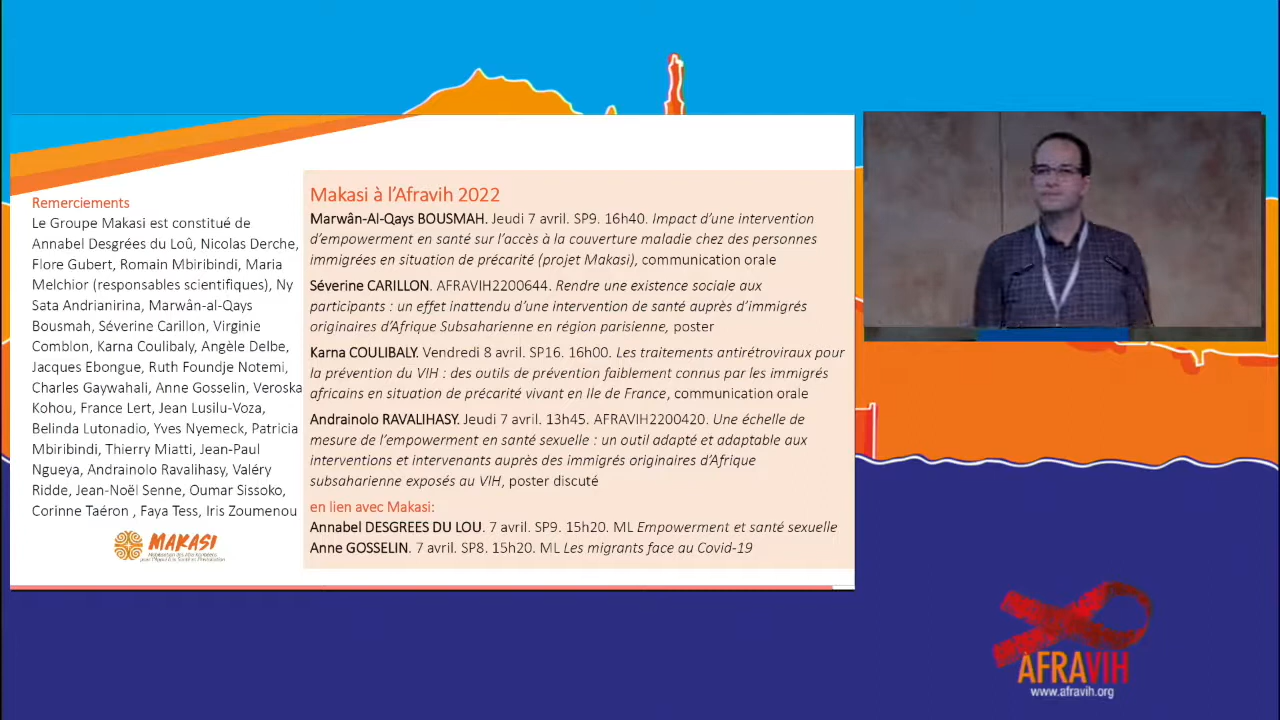 Remerciements
Le Groupe Makasi est constitué de
Annabel Desgrées du Loû, Nicolas Derche,
Flore Gubert, Romain Mbiribindi, Maria
Melchior (responsables scientifiques), Ny
Sata Andrianirina, Marwân-al-Qays
Bousmah, Séverine Carillon, Virginie
Comblon, Karna Coulibaly, Angèle Delbe,
Jacques Ebongue, Ruth Foundje Notemi,
Charles Gaywahali, Anne Gosselin, Veroska
Kohou, France Lert, Jean Lusilu-Voza,
Belinda Lutonadio, Yves Nyemeck, Patricia
Mbiribindi, Thierry Miatti, Jean-Paul
Ngueya, Andrainolo Ravalihasy, Valéry
Ridde, Jean-Noël Senne, Oumar Sissoko,
Corinne Taéron , Faya Tess, Iris Zoumenou
MAKASI
Makasi à l'Afravih 2022
Marwân-Al-Qays BOUSMAH. Jeudi 7 avril. SP9. 16h40. Impact d'une intervention
d'empowerment en santé sur l'accès à la couverture maladie chez des personnes
immigrées en situation de précarité (projet Makasi), communication orale
Séverine CARILLON. AFRAVIH2200644. Rendre une existence sociale aux
participants : un effet inattendu d'une intervention de santé auprès d'immigrés
originaires d'Afrique Subsaharienne en région parisienne, poster
Karna COULIBALY. Vendredi 8 avril. SP16. 16h00. Les traitements antirétroviraux pour
la prévention du VIH : des outils de prévention faiblement connus par les immigrés
africains en situation de précarité vivant en Ile de France, communication orale
Andrainolo RAVALIHASY. Jeudi 7 avril. 13h45. AFRAVIH2200420. Une échelle de
mesure de l'empowerment en santé sexuelle : un outil adapté et adaptable aux
interventions et intervenants auprès des immigrés originaires d'Afrique
subsaharienne exposés au VIH, poster discuté
en lien avec Makasi:
Annabel DESGREES DU LOU. 7 avril. SP9. 15h20. ML Empowerment et santé sexuelle
Anne GOSSELIN. 7 avril. SP8. 15h20. ML Les migrants face au Covid-19
AFRAVIH
www.afravih.org